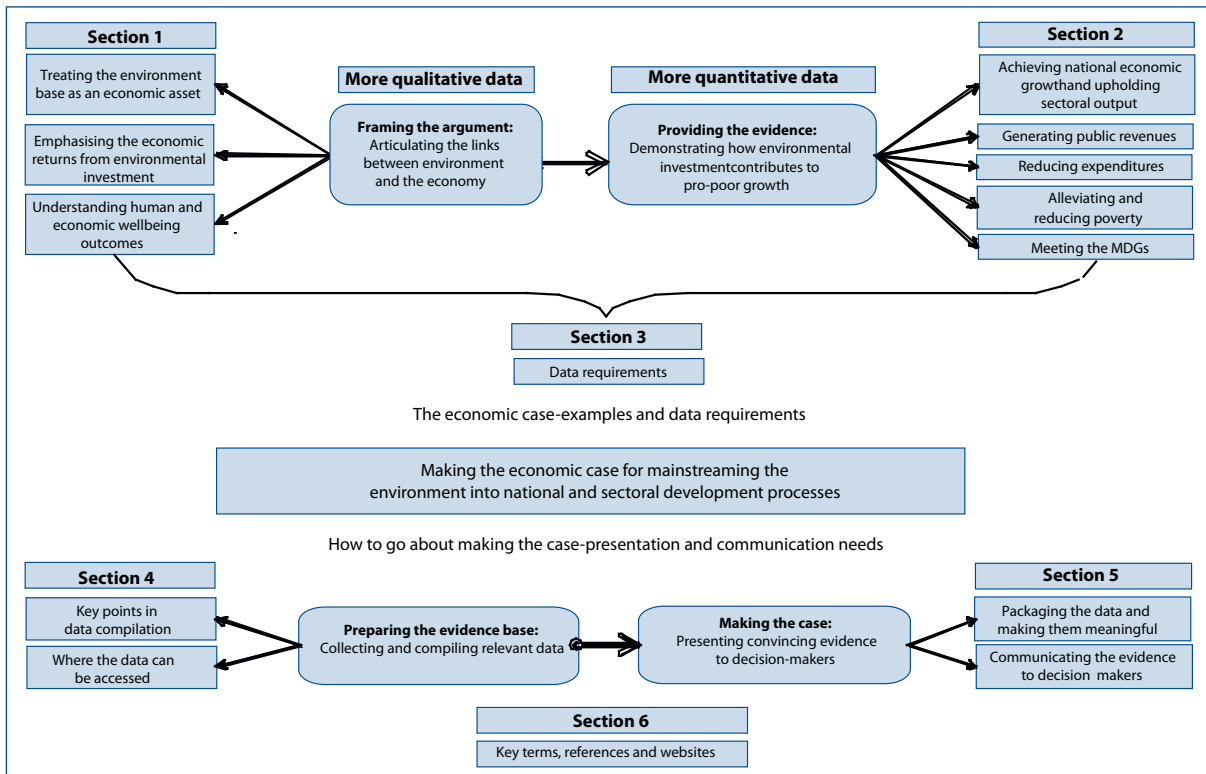 Section 1
Treating the environment
base as an economic asset
Emphasising the economic
returns from environmental
investment
Understanding human and
economic wellbeing
outcomes
More qualitative data
Framing the argument:
Articulating the links
between environment
and the economy
More quantitative data
Providing the evidence:
Demonstrating how environmental
investmentcontributes to
pro-poor growth
Section 2
Achieving national economic
growthand upholding
sectoral output
Generating public revenues
Reducing expenditures
Alleviating and
reducing poverty
Meeting the MDGs
Section 3
Data requirements
The economic case-examples and data requirements
Making the economic case for mainstreaming the
environment into national and sectoral development processes
How to go about making the case-presentation and communication needs
Section 4
Key points in
data compilation
Where the data can
be accessed
Preparing the evidence base:
Collecting and compiling relevant data
Making the case:
Presenting convincing evidence
to decision-makers
Section 5
Packaging the data and
making them meaningful
Communicating the evidence
to decision makers
Section 6
Key terms, references and websites